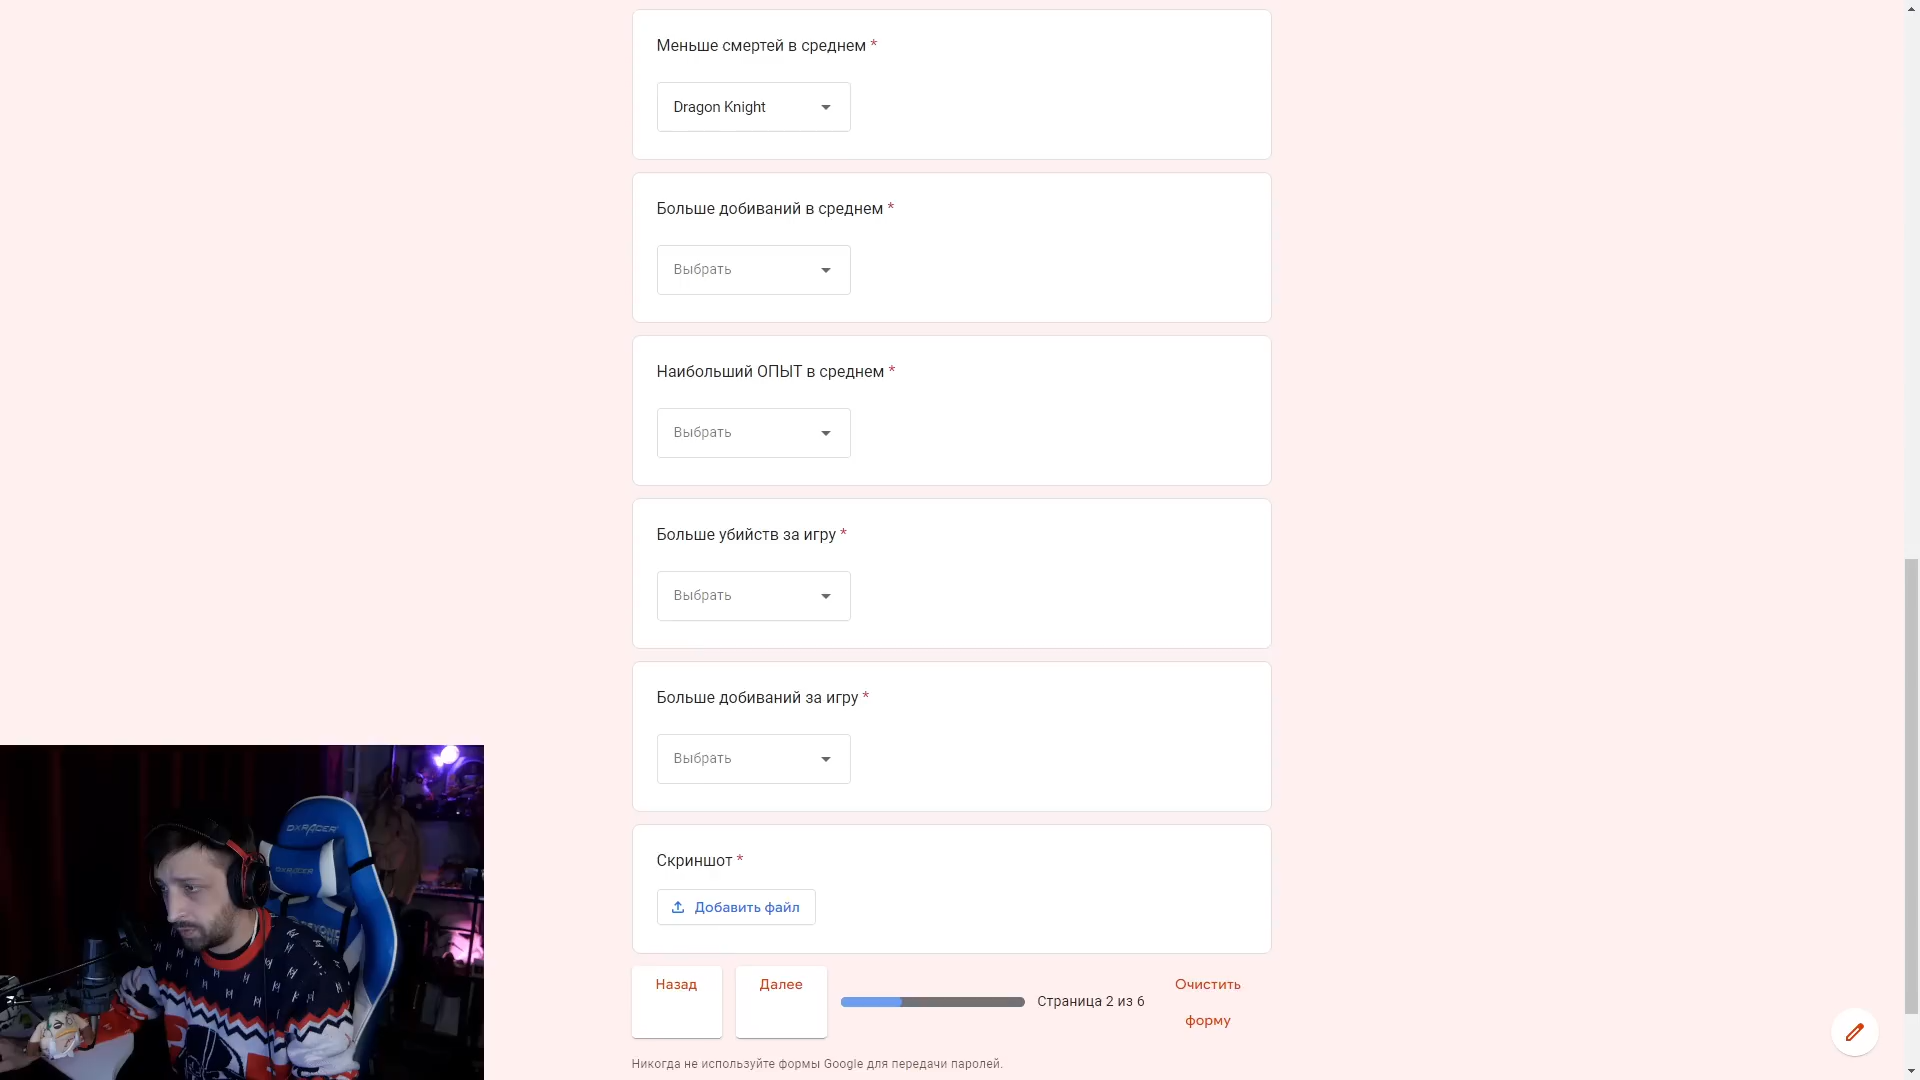 Меньше смертей в среднем *
Dragon Knight
Больше добиваний в среднем *
Выбрать
Наибольший ОПЫТ в среднем *
Выбрать
Больше убийств за игру *
Выбрать
Больше добиваний за игру *
Выбрать
Скриншот *
Добавить файл
Назад
Далее
Страница 2 из 6
Очистить
форму
Никогда не используйте формы Google для передачи паролей.
DXRACER
DXRACER